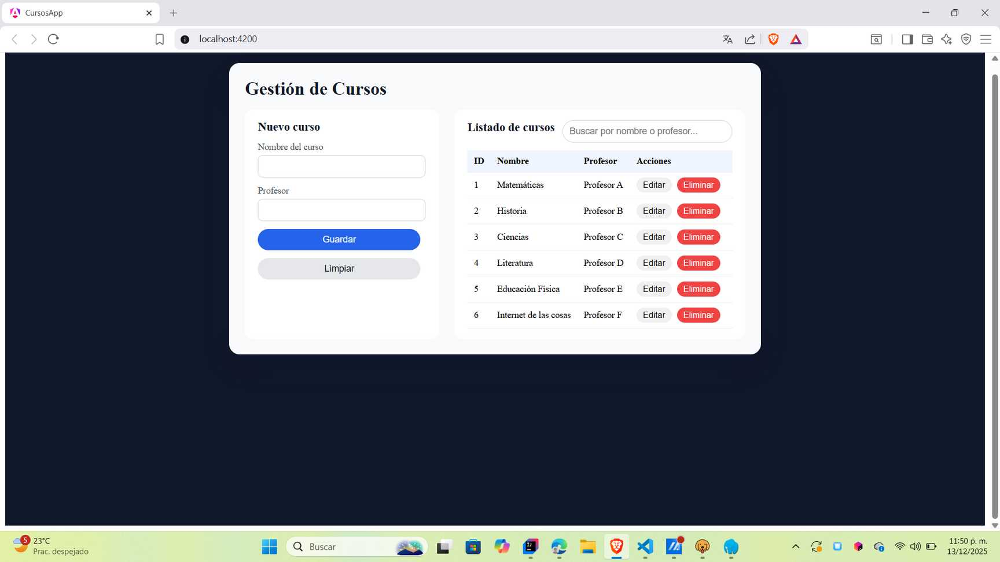 CursosApp
localhost:4200
Gestión de Cursos
Nuevo curso
Nombre del curso
Profesor
Guardar
Limpiar
Listado de cursos
Buscar por nombre o profesor...
ID Nombre Profesor Acciones
1 Matemáticas Profesor A Editar Eliminar
2 Historia Profesor B Editar Eliminar
3 Ciencias Profesor C Editar Eliminar
4 Literatura Profesor D Editar Eliminar
5 Educación Física Profesor E Editar Eliminar
6 Internet de las cosas Profesor F Editar Eliminar
5
23°C
Prac. despejado
Buscar
IJ
11:50 p. m.
13/12/2025